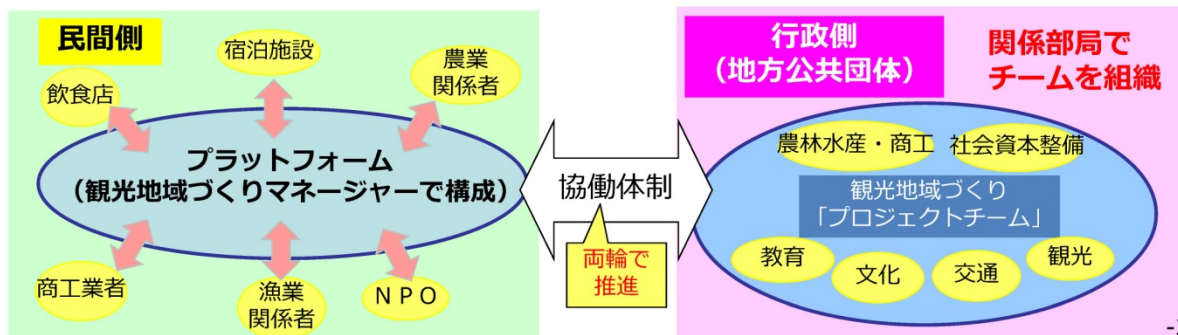 民間側
宿泊施設
農業
関係者
飲食店
プラットフォーム
（観光地域づくりマネージャーで構成）
商工業者
漁業
関係者
ＮＰＯ
協働体制
両輪で
推進
行政側
（地方公共団体）
関係部局で
チームを組織
農林水産・商工
社会資本整備
観光地域づくり
「プロジェクトチーム」
教育
文化
交通
観光